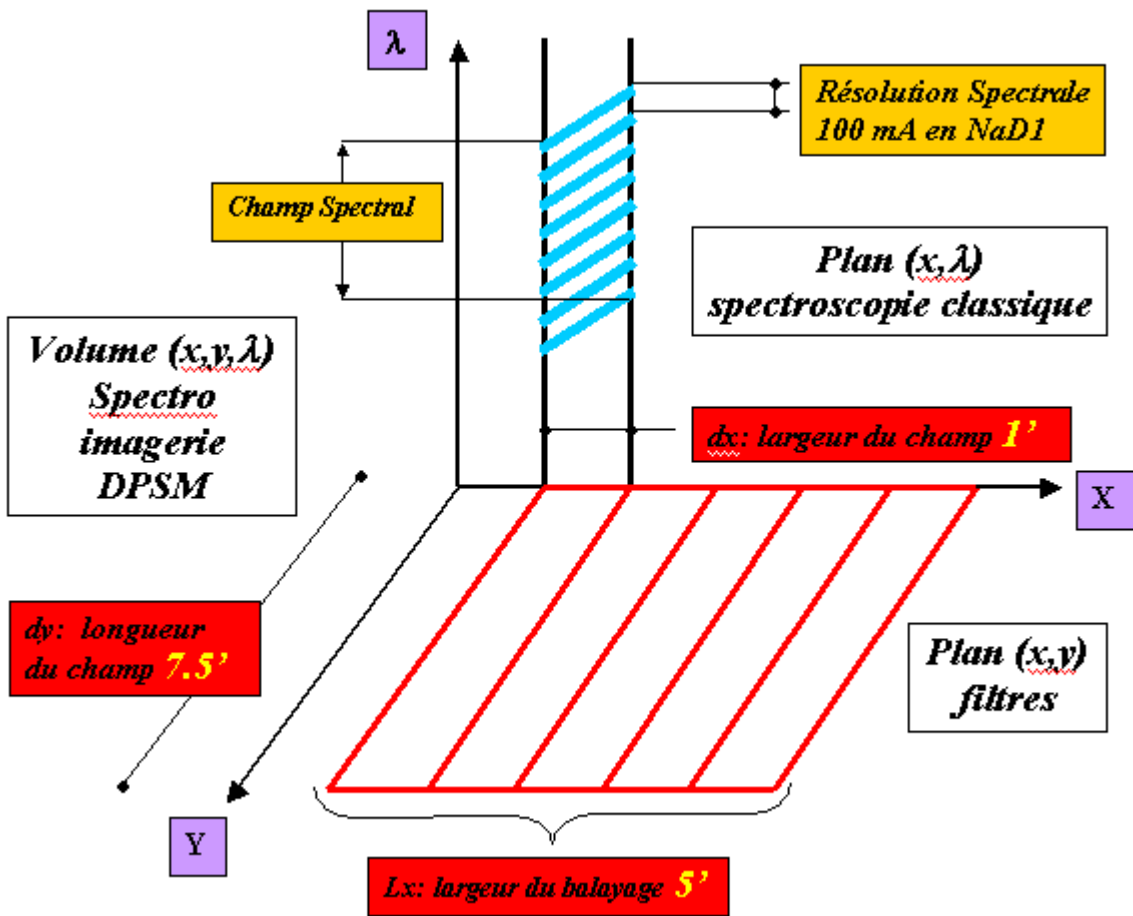 λ
Résolution Spectrale
100 mA en NaD1
Champ Spectral
Plan (x,λ)
spectroscopie classique
Volume (x,y,λ)
Spectro
imagerie
DPSM
dx: largeur du champ 1’
X
dy: longueur
du champ 7.5’
Plan (x,y)
filtres
Y
Lx: largeur du balayage 5’